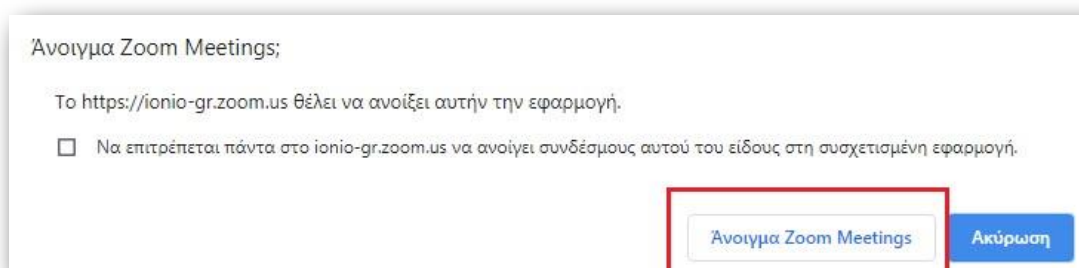 Άνοιγμα Zoom Meetings;
Το https://ionio-gr.zoom.us θέλει να ανοίξει αυτήν την εφαρμογή.
Να επιτρέπεται πάντα στο ionio-gr.zoom.us να ανοίγει συνδέσμους αυτού του είδους στη συσχετισμένη εφαρμογή.
Άνοιγμα Zoom Meetings Ακύρωση